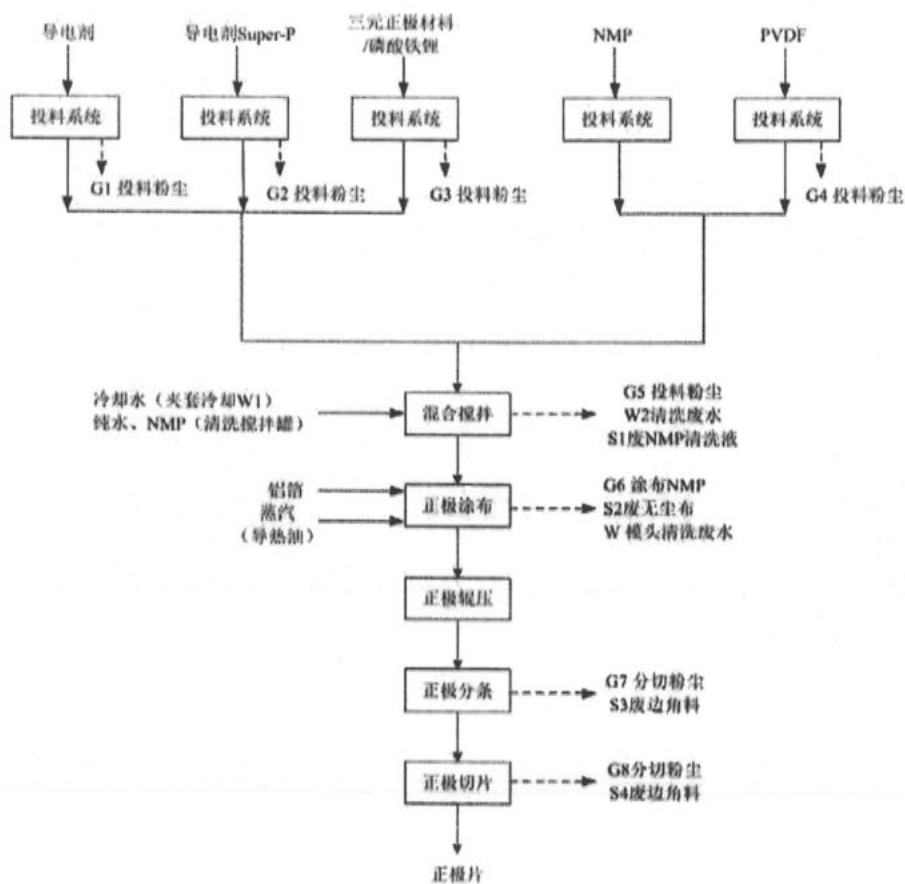 导电剂
导电剂Super-P
三元正极材料
/磷酸铁锂
NMP
PVDF
投料系统
投料系统
投料系统
投料系统
投料系统
G1 投料粉尘
G2 投料粉尘
G3 投料粉尘
G4 投料粉尘
冷却水（夹套冷却W1）
纯水、NMP（清洗搅拌罐）
混合搅拌
G5 投料粉尘
W2清洗废水
S1废NMP清洗液
铝箔
蒸汽
（导热油）
正极涂布
G6 涂布NMP
S2废无尘布
W 模头清洗废水
正极辊压
正极分条
G7 分切粉尘
S3废边角料
正极切片
G8分切粉尘
S4废边角料
正极片